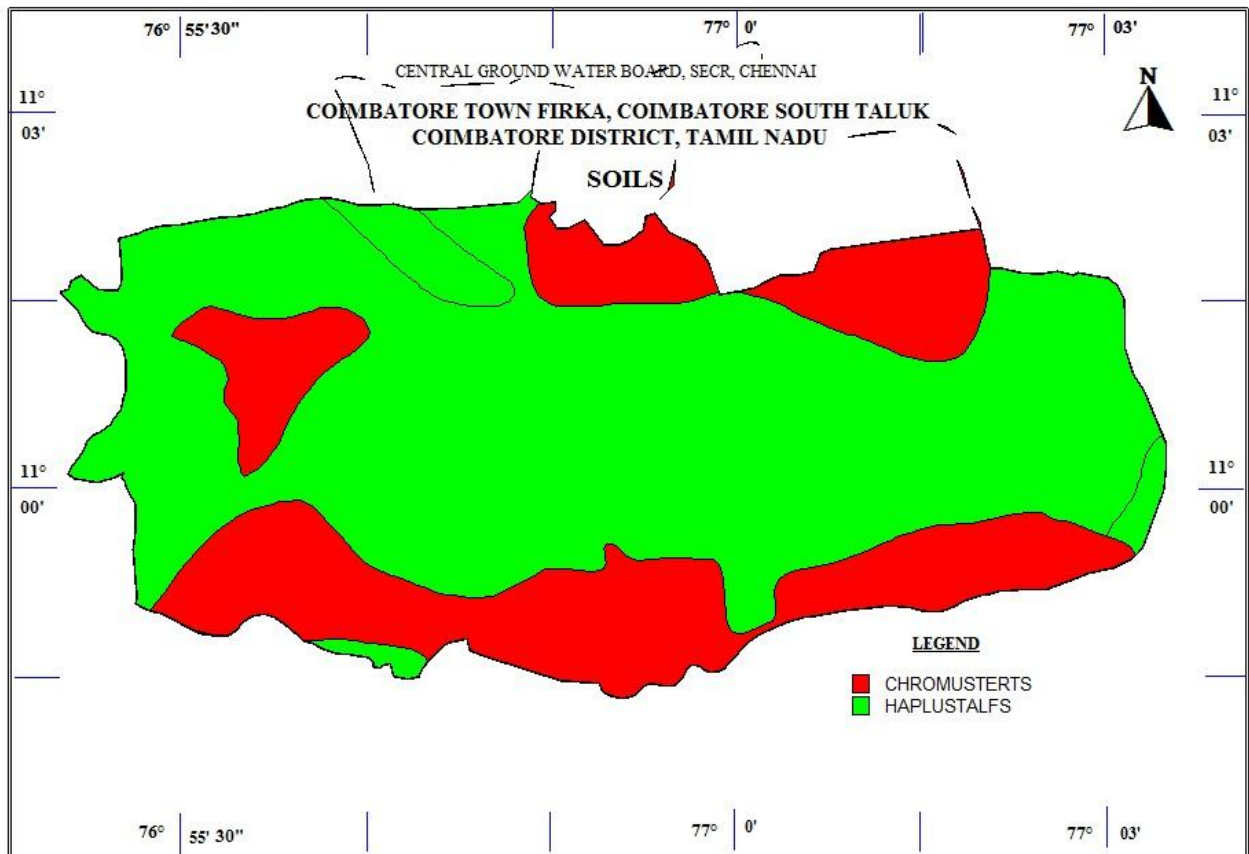 76° 55'30" 77° 0' 77° 03'
CENTRAL GROUND WATER BOARD, SECR, CHENNAI
N
11° 11°
03' 03'
COIMBATORE TOWN FIRKA, COIMBATORE SOUTH TALUK
COIMBATORE DISTRICT, TAMIL NADU
SOILS
11° 11°
00' 00'
LEGEND
CHROMUSTERTS
HAPLUSTALFS
76° 55' 30" 77° 0' 77° 03'